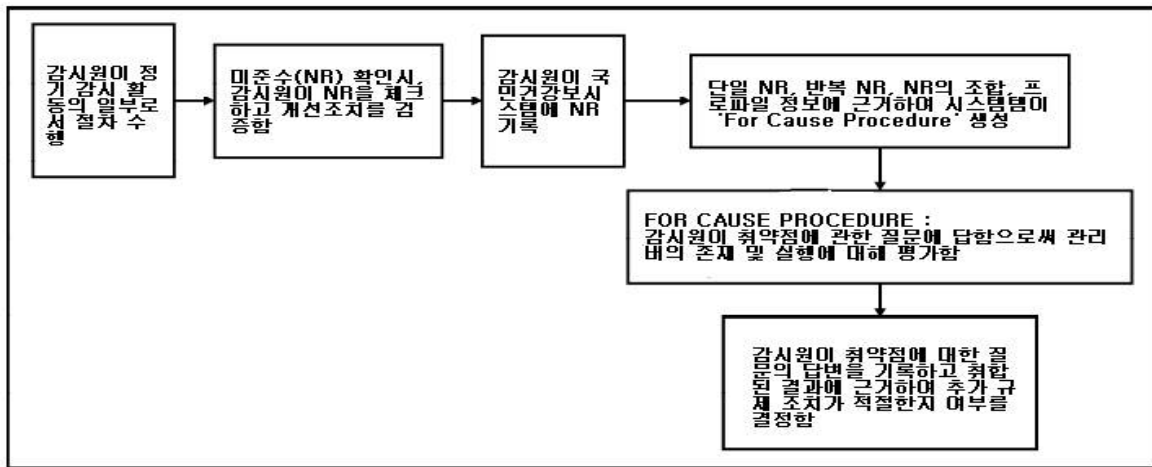 감시원이 정
기 감시 활
동의 일부로
서 절차 수
행
미준수(NR) 확인시,
감시원이 NR을 체크
하고 개선조치를 검
증함
감시원이 국
민건강보시
스템에 NR
기록
단일 NR, 반복 NR, NR의 조합, 프
로파일 정보에 근거하여 시스템템이
'For Cause Procedure' 생성
FOR CAUSE PROCEDURE :
감시원이 취약점에 관한 질문에 답함으로써 관리
버의 존재 및 실행에 대해 평가함
감시원이 취약점에 대한 질
문의 답변을 기록하고 취합
된 결과에 근거하여 추가 규
제 조치가 적절한지 여부를
결정함